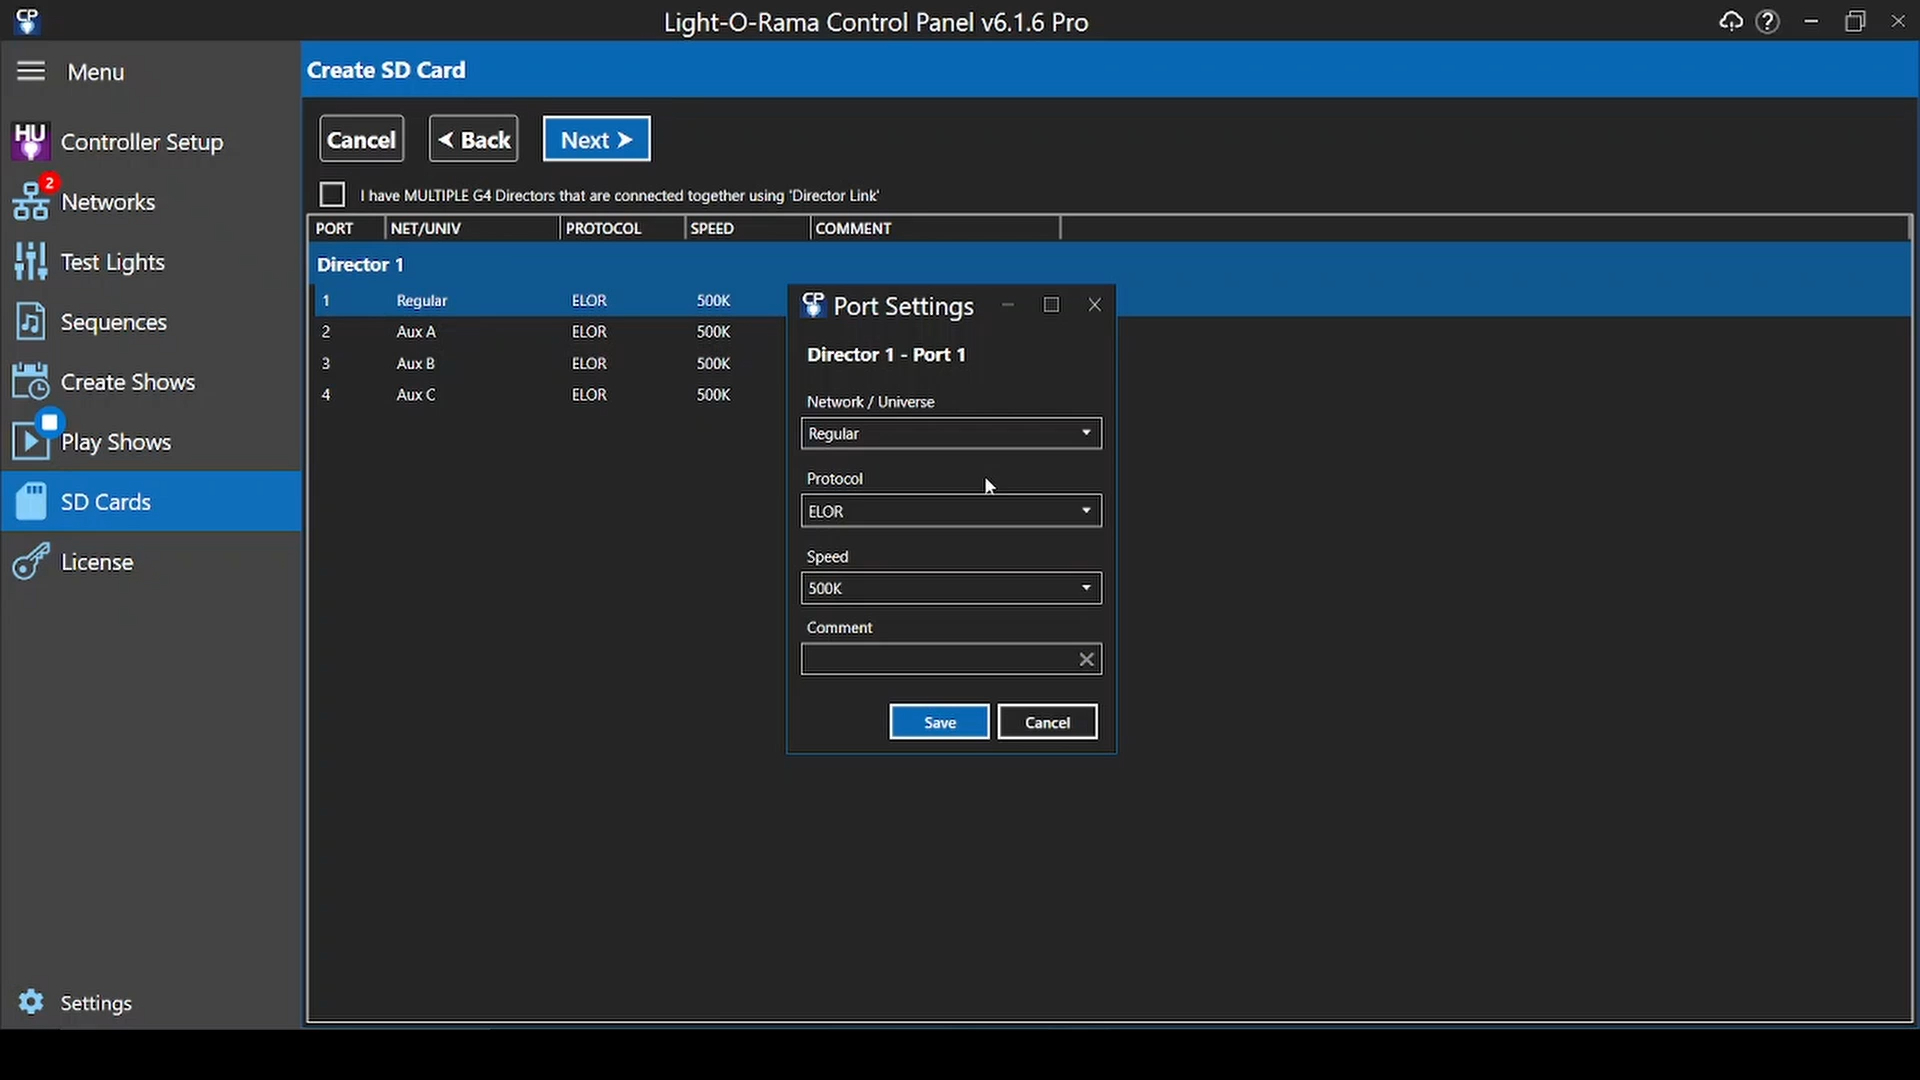 CP
Light-O-Rama Control Panel v6.1.6 Pro
Menu
Create SD Card
Cancel
Back
Next
HU
Controller Setup
2
Networks
Test Lights
Sequences
Create Shows
Play Shows
SD Cards
License
Settings
I have MULTIPLE G4 Directors that are connected together using 'Director Link'
PORT NET/UNIV PROTOCOL SPEED COMMENT
Director 1
1 Regular ELOR 500K
2 Aux A ELOR 500K
3 Aux B ELOR 500K
4 Aux C ELOR 500K
CP Port Settings
Director 1 - Port 1
Network / Universe
Regular
Protocol
ELOR
Speed
500K
Comment
Save Cancel